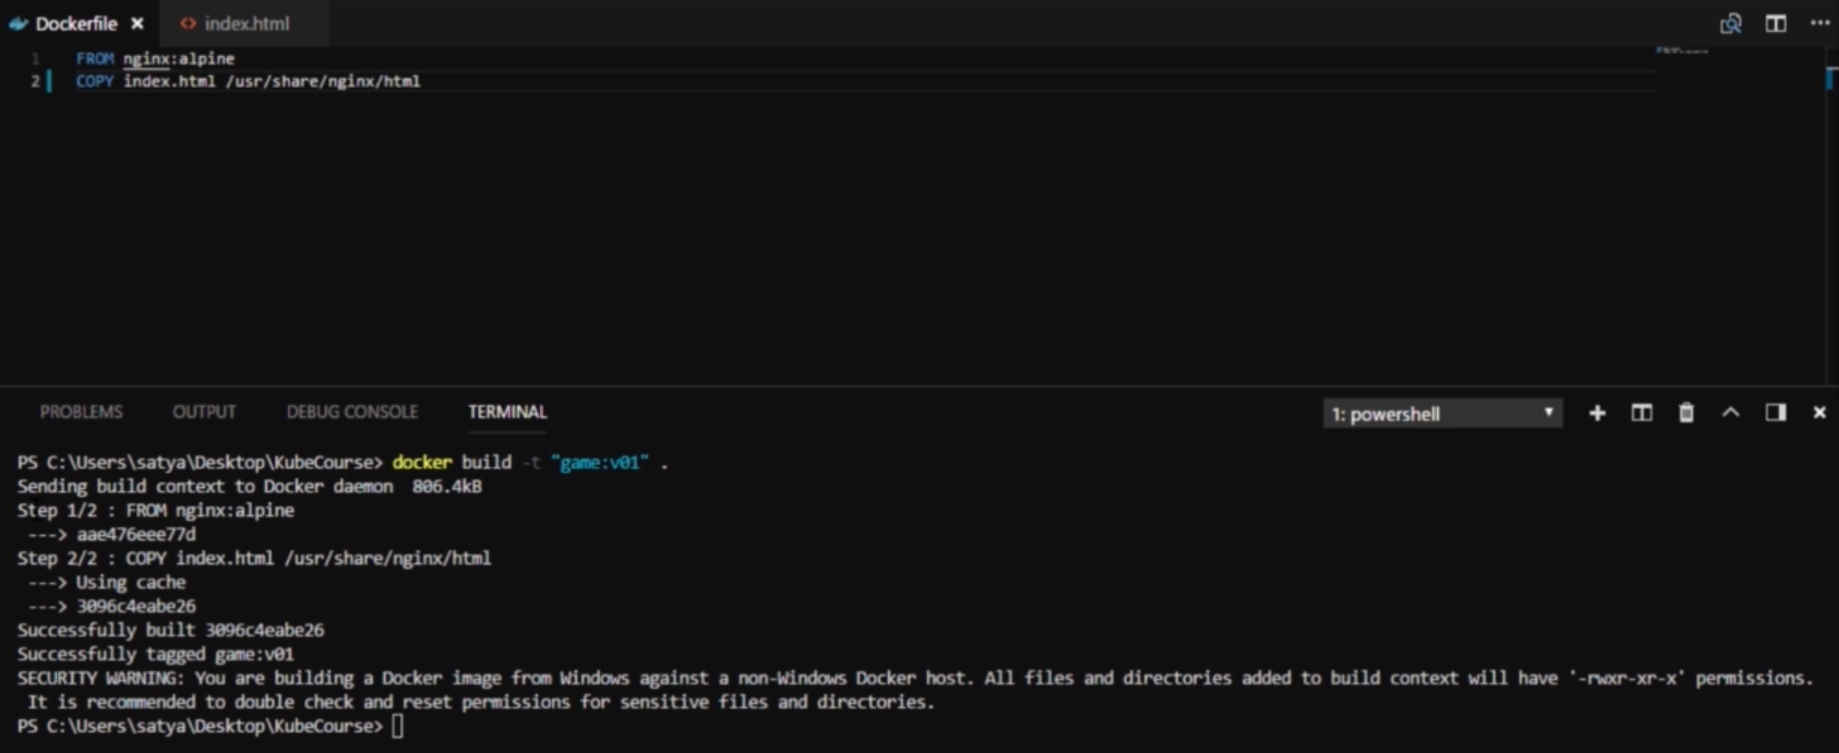 Dockerfile index.html
1 FROM nginx:alpine
2 COPY index.html /usr/share/nginx/html
PROBLEMS OUTPUT DEBUG CONSOLE TERMINAL 1: powershell
PS C:\Users\satya\Desktop\KubeCourse> docker build -t "game:v01" .
Sending build context to Docker daemon  806.4kB
Step 1/2 : FROM nginx:alpine
 ---> aae476eee77d
Step 2/2 : COPY index.html /usr/share/nginx/html
 ---> Using cache
 ---> 3096c4eabe26
Successfully built 3096c4eabe26
Successfully tagged game:v01
SECURITY WARNING: You are building a Docker image from Windows against a non-Windows Docker host. All files and directories added to build context will have '-rwxr-xr-x' permissions.
 It is recommended to double check and reset permissions for sensitive files and directories.
PS C:\Users\satya\Desktop\KubeCourse>